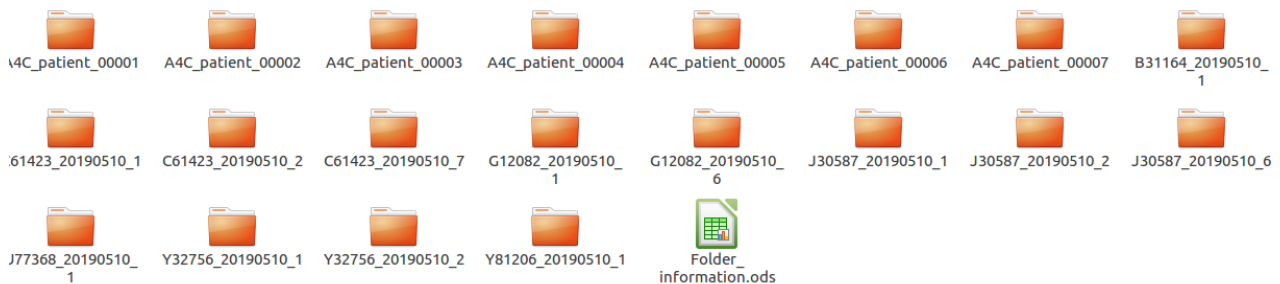 A4C_patient_00001 A4C_patient_00002 A4C_patient_00003 A4C_patient_00004 A4C_patient_00005 A4C_patient_00006 A4C_patient_00007 B31164_20190510_
1
C61423_20190510_1 C61423_20190510_2 C61423_20190510_7 G12082_20190510_ G12082_20190510_ J30587_20190510_1 J30587_20190510_2 J30587_20190510_6
1 6
J77368_20190510_ Y32756_20190510_1 Y32756_20190510_2 Y81206_20190510_1 Folder_
1 information.ods